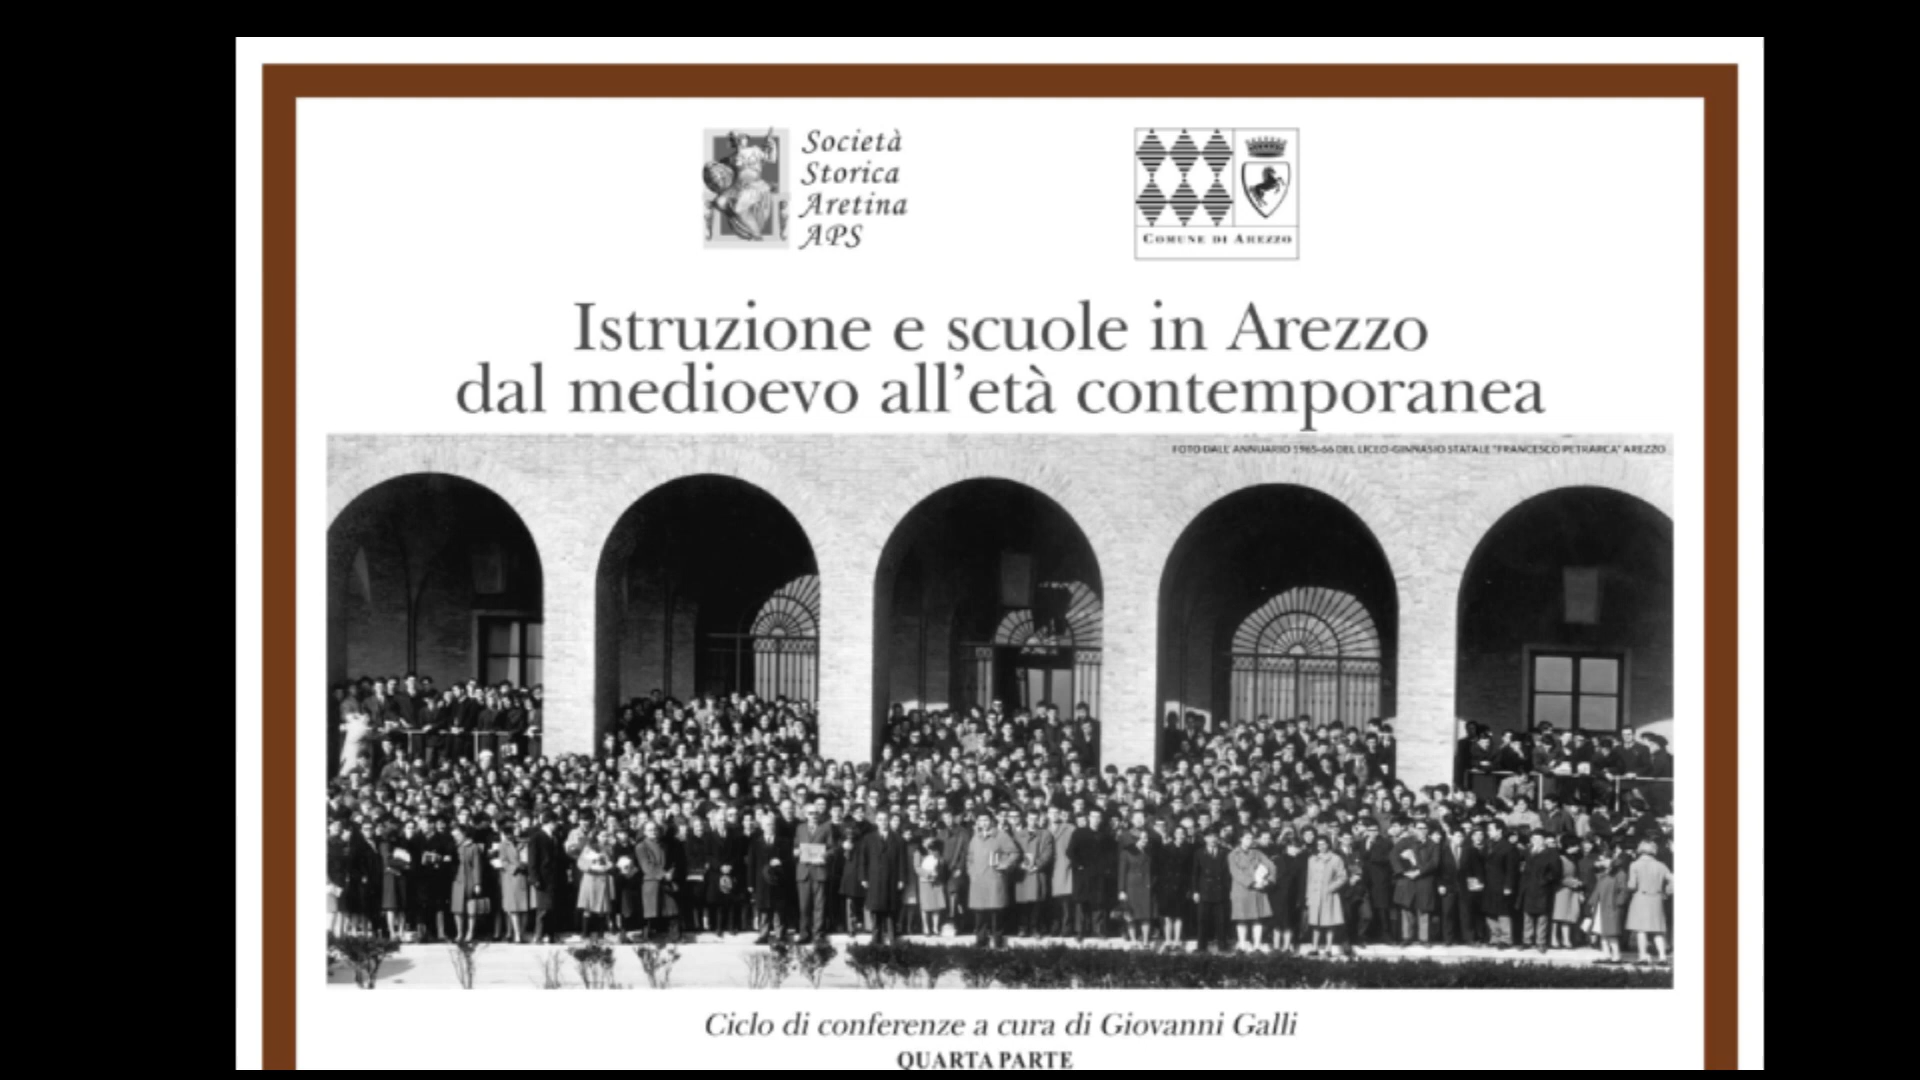 Società
Storica
Aretina
APS
COMUNE DI AREZZO
Istruzione e scuole in Arezzo
dal medioevo all'età contemporanea
FOTO DALL' ANNUARIO 1965-66 DEL LICEO-GINNASIO STATALE "FRANCESCO PETRARCA" AREZZO
Ciclo di conferenze a cura di Giovanni Galli
QUARTA PARTE